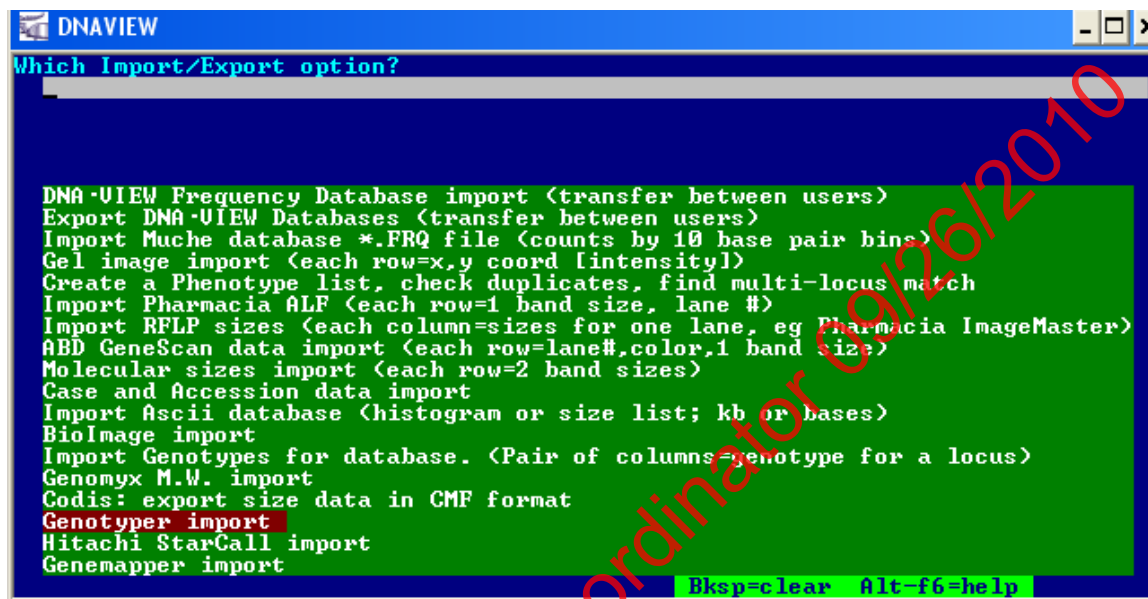 DNAVIEW
Which Import/Export option?
DNA·VIEW Frequency Database import (transfer between users)
Export DNA·VIEW Databases (transfer between users)
Import Muche database *.FRQ file (counts by 10 base pair bins)
Gel image import (each row=x,y coord [intensity])
Create a Phenotype list, check duplicates, find multi-locus match
Import Pharmacia ALF (each row=1 band size, lane #)
Import RFLP sizes (each column=sizes for one lane, eg Pharmacia ImageMaster)
ABD GeneScan data import (each row=lane#,color,1 band size)
Molecular sizes import (each row=2 band sizes)
Case and Accession data import
Import Ascii database (histogram or size list; kb or bases)
BioImage import
Import Genotypes for database. (Pair of columns=genotype for a locus)
Genomyx M.W. import
Codis: export size data in CMF format
Genotyper import
Hitachi StarCall import
Genemapper import
Bksp=clear Alt-f6=help
ordinator 09/26/2010